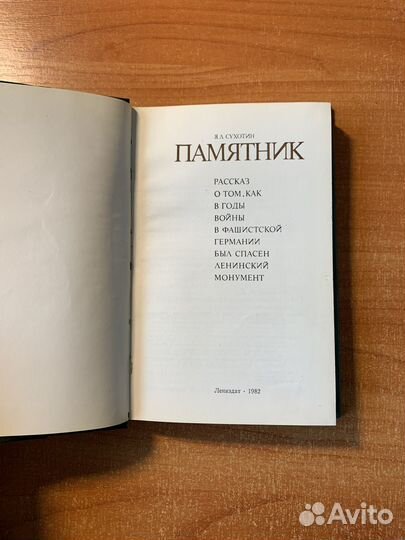 Я Л СУХОТИН
ПАМЯТНИК
РАССКАЗ
О ТОМ, КАК
В ГОДЫ
ВОЙНЫ
В ФАШИСТСКОЙ
ГЕРМАНИИ
БЫЛ СПАСЕН
ЛЕНИНСКИЙ
МОНУМЕНТ
Лениздат · 1982
Avito